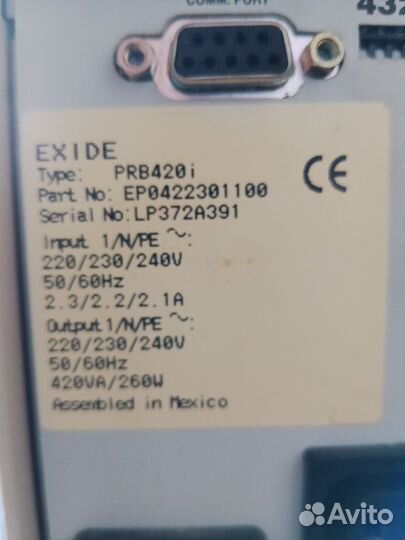 COMM. PORT
432
EXIDE
Type: PRB420i
Part No: EP0422301100
Serial No: LP372A391
Input 1/N/PE ~:
220/230/240V
50/60Hz
2.3/2.2/2.1A
Output 1/N/PE ~:
220/230/240V
50/60Hz
420VA/260W
Assembled in Mexico
CE
Avito